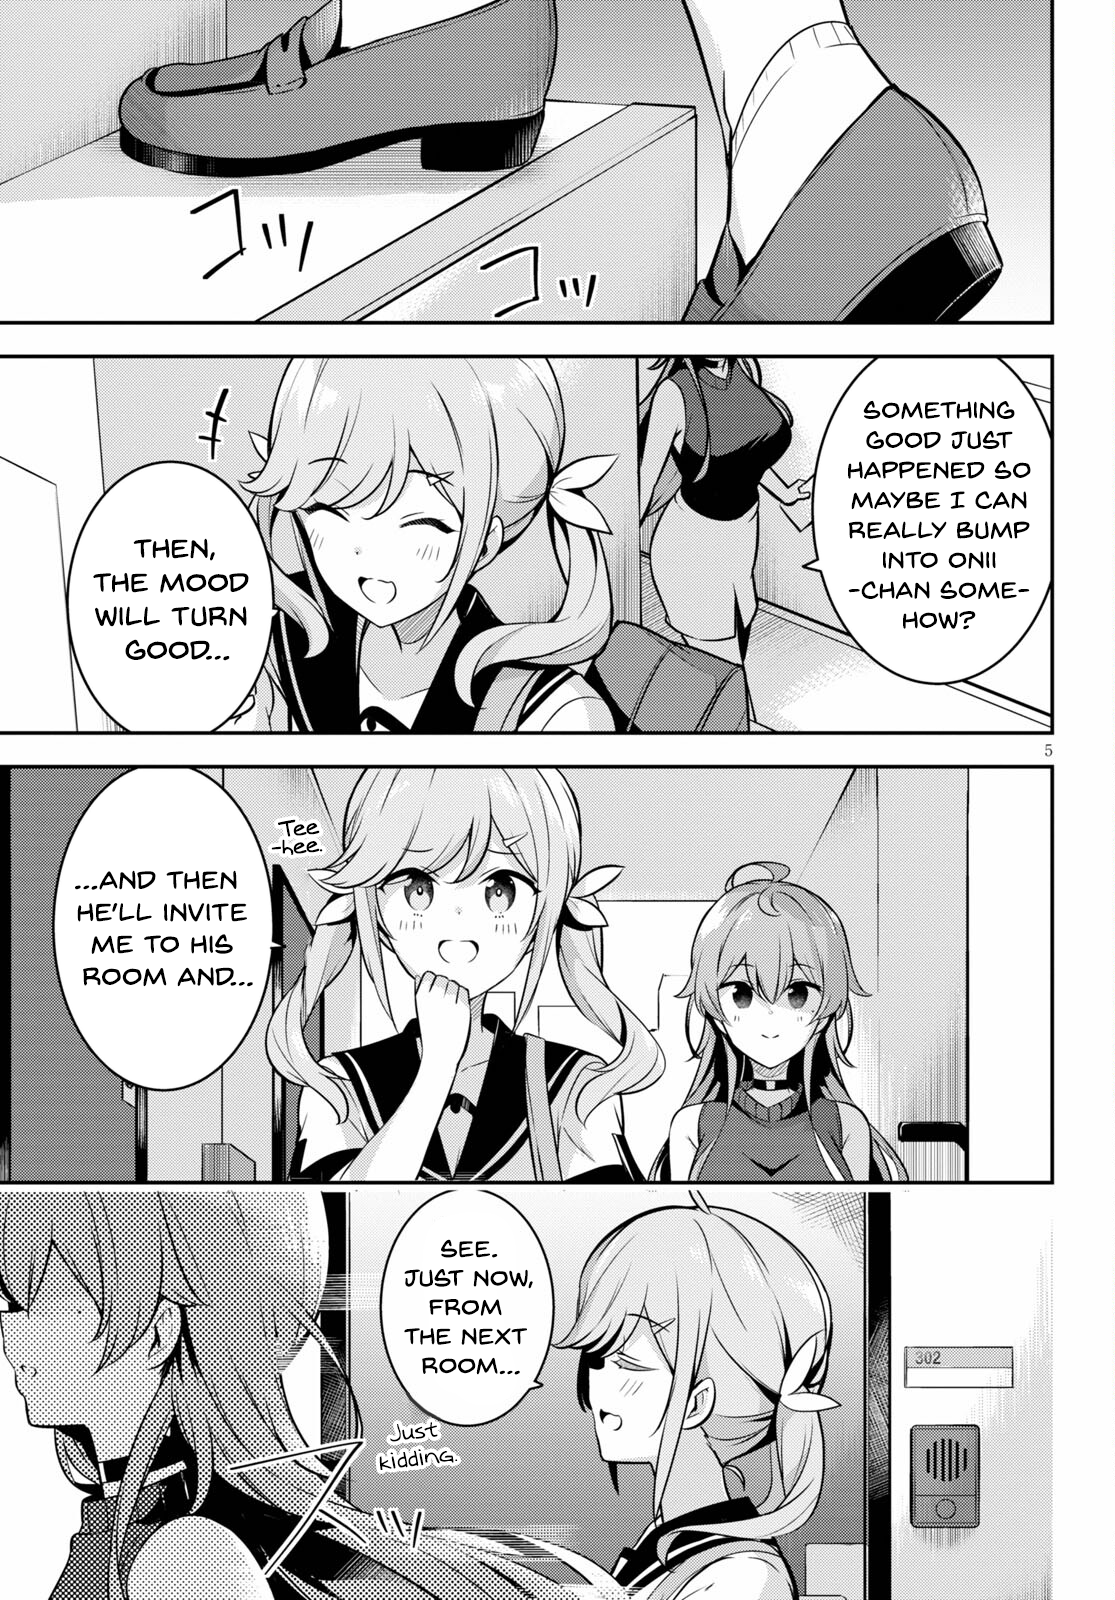 コツ
コツ
SOMETHING
GOOD JUST
HAPPENED SO
MAYBE I CAN
REALLY BUMP
INTO ONII
-CHAN SOME-
HOW?
THEN,
THE MOOD
WILL TURN
GOOD...
5
Tee
-hee.
...AND THEN
HE'LL INVITE
ME TO HIS
ROOM AND...
SEE.
JUST NOW,
FROM
THE NEXT
ROOM...
302
Just
kidding.